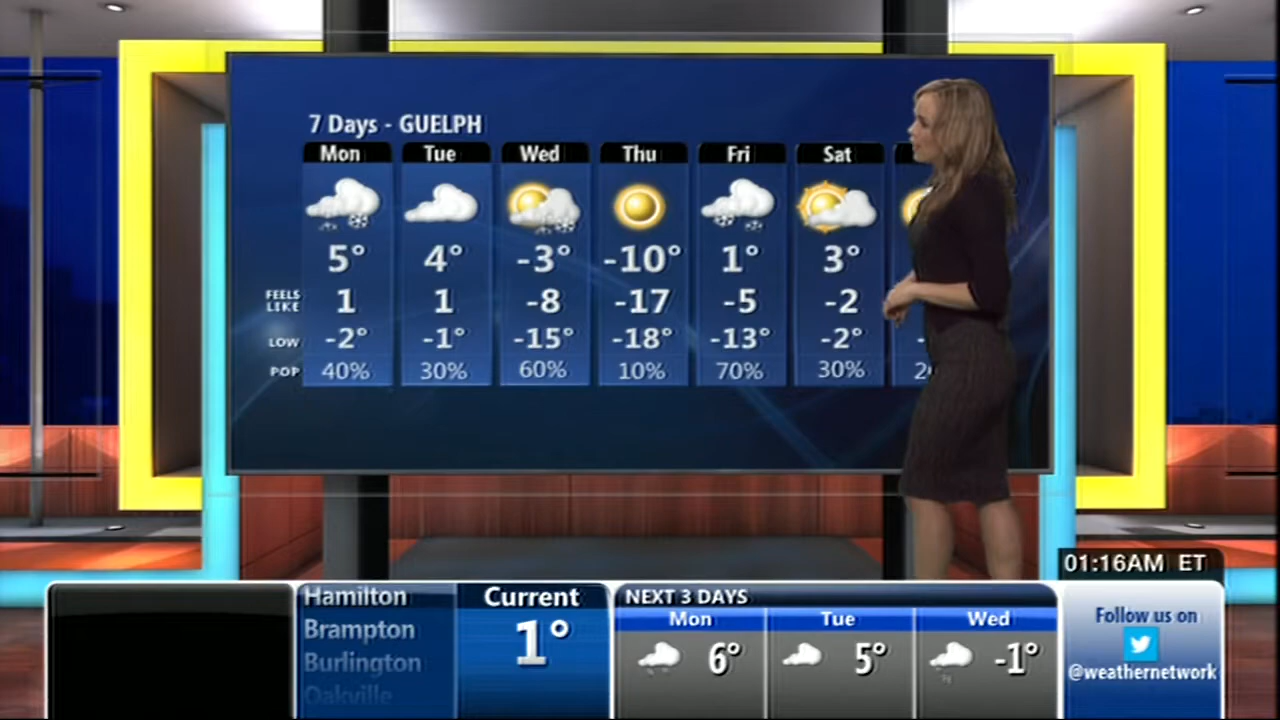 7 Days - GUELPH
Mon Tue Wed Thu Fri Sat
5° 4° -3° -10° 1° 3°
FEELS LIKE 1 1 -8 -17 -5 -2
LOW -2° -1° -15° -18° -13° -2°
POP 40% 30% 60% 10% 70% 30%
01:16AM ET
Hamilton
Brampton
Burlington
Oakville
Current
1°
NEXT 3 DAYS
Mon Tue Wed
6° 5° -1°
Follow us on
@weathernetwork